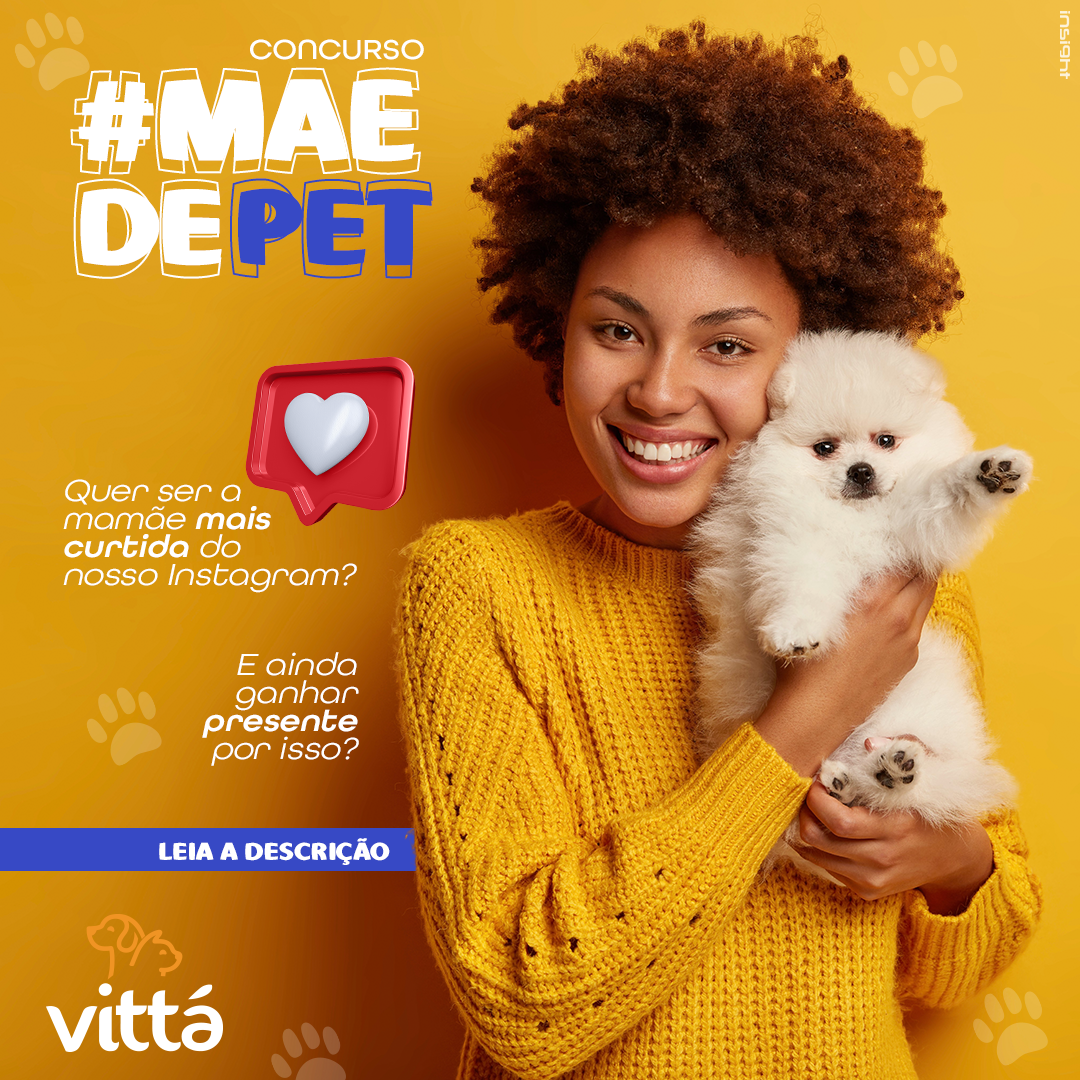 insight
CONCURSO
#MAE
DEPET
Quer ser a
mamãe mais
curtida do
nosso Instagram?
E ainda
ganhar
presente
por isso?
LEIA A DESCRIÇÃO
vittá